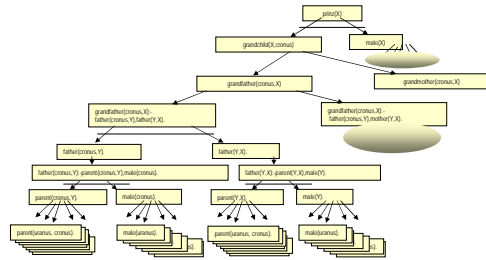 prinz(X)
grandchild(X,cronus)
male(X)
grandfather(cronus,X)
grandmother(cronus,X)
grandfather(cronus,X):-
father(cronus,Y),father(Y,X).
grandfather(cronus,X):-
father(cronus,Y),mother(Y,X).
father(cronus,Y).
father(Y,X).
father(cronus,Y):-parent(cronus,Y),male(cronus).
father(Y,X):-parent(Y,X),male(Y).
parent(cronus,Y).
male(cronus).
parent(Y,X).
male(Y).
parent(uranus, cronus).
male(uranus).
parent(uranus, cronus).
male(uranus).